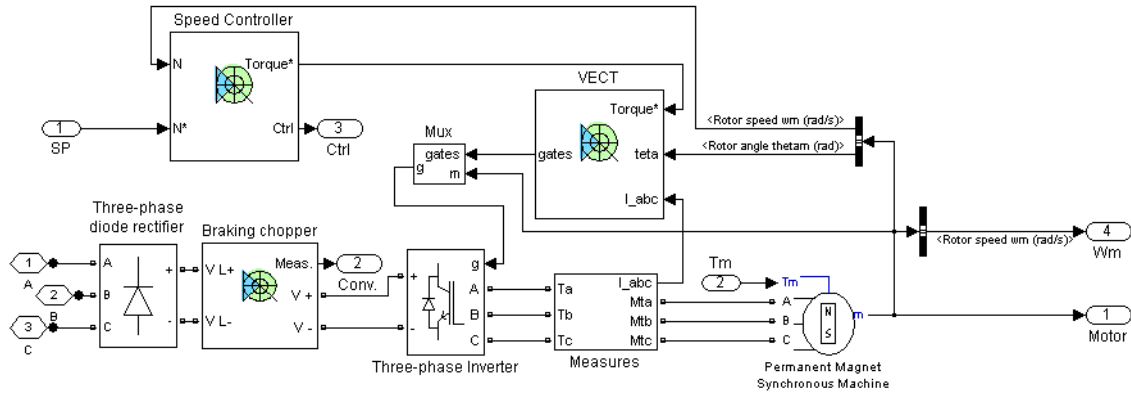 Speed Controller
N
Torque*
N*
Ctrl
1
SP
3
Ctrl
VECT
Torque*
gates
teta
I_abc
<Rotor speed wm (rad/s)>
<Rotor angle thetam (rad)>
Mux
gates
g
m
<Rotor speed wm (rad/s)>
4
Wm
Three-phase
diode rectifier
1
A
2
B
3
C
A
B
C
+
-
Braking chopper
V L+
V L-
Meas.
V +
V -
2
Conv.
g
+
-
A
B
C
Three-phase Inverter
Ta
Tb
Tc
I_abc
Mta
Mtb
Mtc
Measures
Tm
2
Tm
A
B
C
N
S
m
Permanent Magnet
Synchronous Machine
1
Motor